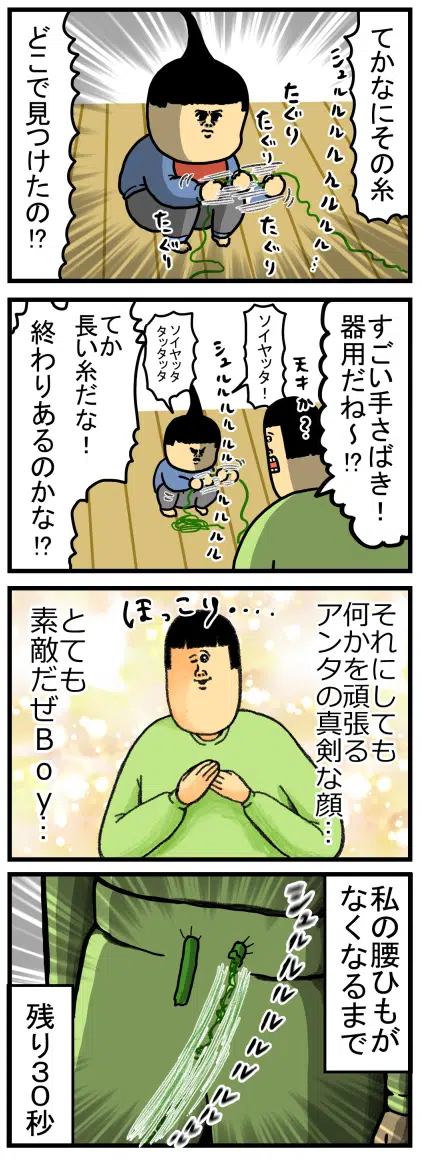 てかなにその糸
どこで見つけたの!?
シュルルルルルルル…
たぐり
たぐり
たぐり
たぐり
すごい手さばき！
器用だね〜!?
天才か?
ソイヤッタ！
ソイヤッタ
タッタッタ
シュルルルルルルルルル
てか
長い糸だな！
終わりあるのかな!?
それにしても
何かを頑張る
アンタの真剣な顔…
ほっこり・・・・
とても
素敵だぜ
Ｂｏｙ…
私の腰ひもが
なくなるまで
シュルルルルルルル
残り３０秒